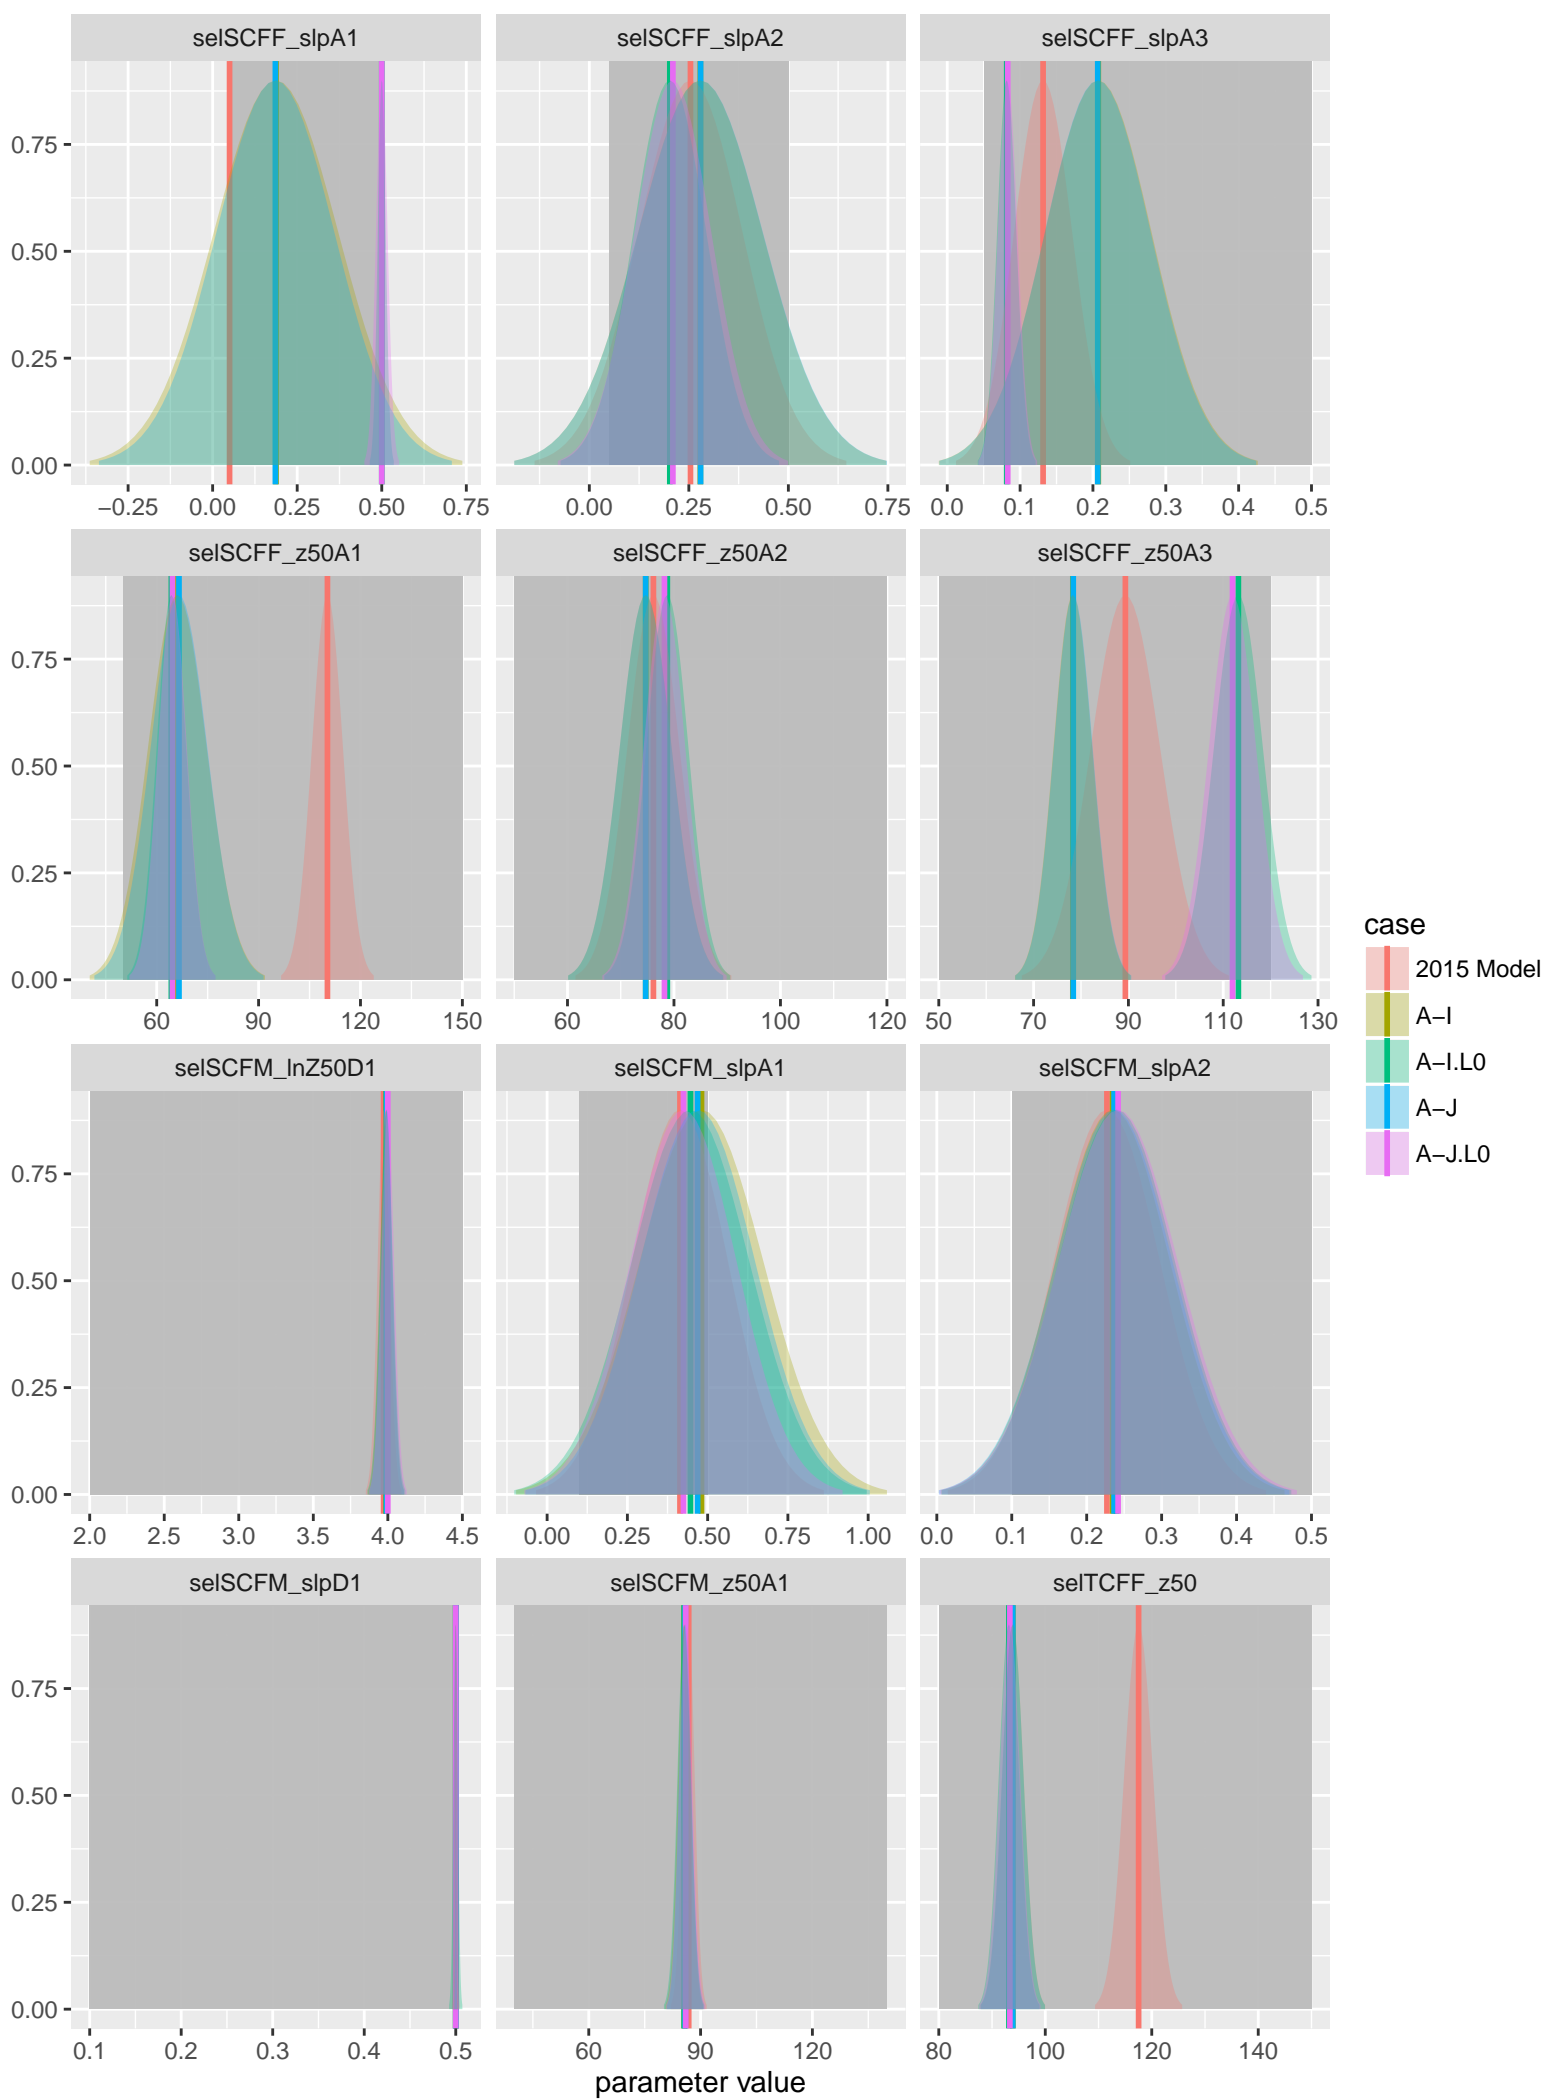 selSCFF_slpA1 selSCFF_slpA2 selSCFF_slpA3
0.75
0.50
0.25
0.00
−0.25 0.00 0.25 0.50 0.75 0.00 0.25 0.50 0.75 0.0 0.1 0.2 0.3 0.4 0.5
selSCFF_z50A1 selSCFF_z50A2 selSCFF_z50A3
0.75
0.50
0.25
0.00
60 90 120 150 60 80 100 120 50 70 90 110 130
case
2015 Model
A−I
A−I.L0
A−J
A−J.L0
selSCFM_lnZ50D1 selSCFM_slpA1 selSCFM_slpA2
0.75
0.50
0.25
0.00
2.0 2.5 3.0 3.5 4.0 4.5 0.00 0.25 0.50 0.75 1.00 0.0 0.1 0.2 0.3 0.4 0.5
selSCFM_slpD1 selSCFM_z50A1 selTCFF_z50
0.75
0.50
0.25
0.00
0.1 0.2 0.3 0.4 0.5 60 90 120 80 100 120 140
parameter value